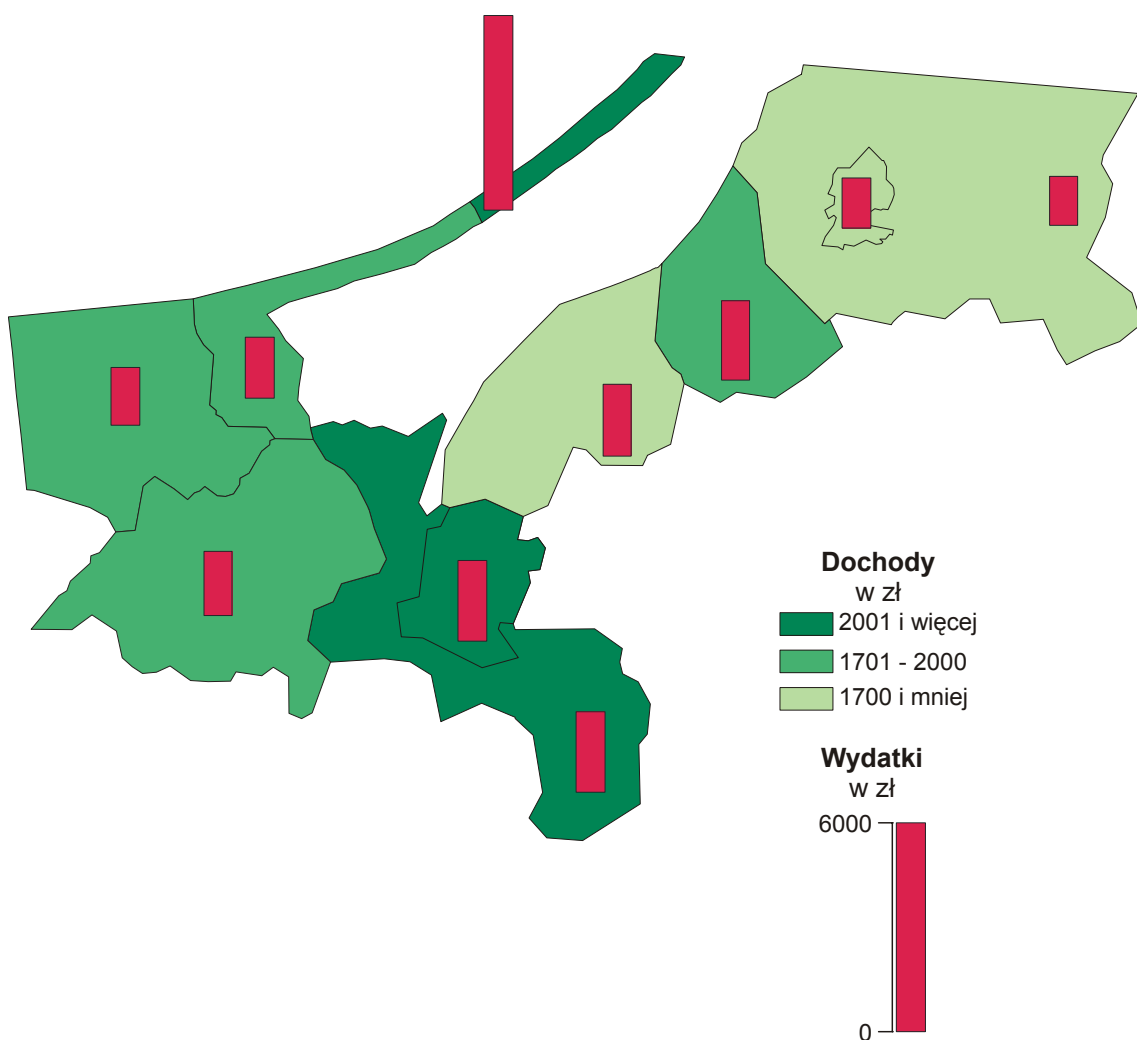 Dochody
w zł
2001 i więcej
1701 - 2000
1700 i mniej
Wydatki
w zł
6000
0